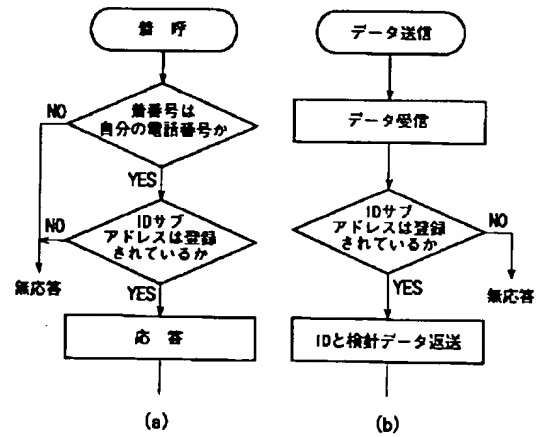 着 呼
着番号は
自分の電話番号か
NO
YES
IDサブ
アドレスは登録
されているか
NO
無応答
YES
応 答
(a)
データ送信
データ受信
IDサブ
アドレスは登録
されているか
NO
無応答
YES
IDと検針データ返送
(b)